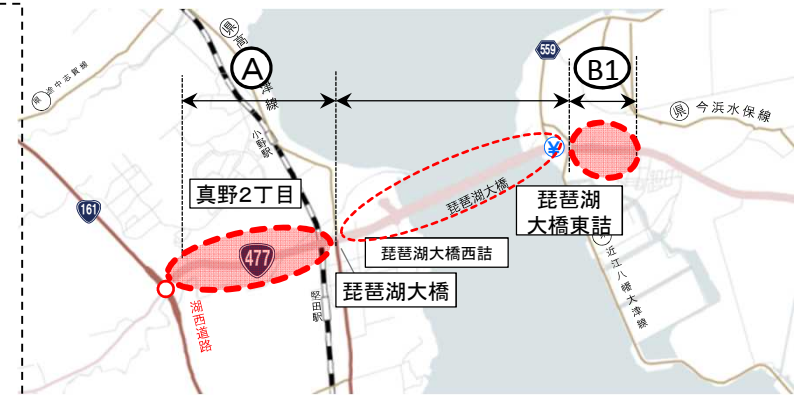 A
B1
559
県 高
津線
県 途中志賀線
小野駅
県 今浜水保線
¥
真野2丁目
161
477
琵琶湖大橋
琵琶湖
大橋東詰
琵琶湖大橋西詰
琵琶湖大橋
近江八幡大津線
湖西道路
堅田駅